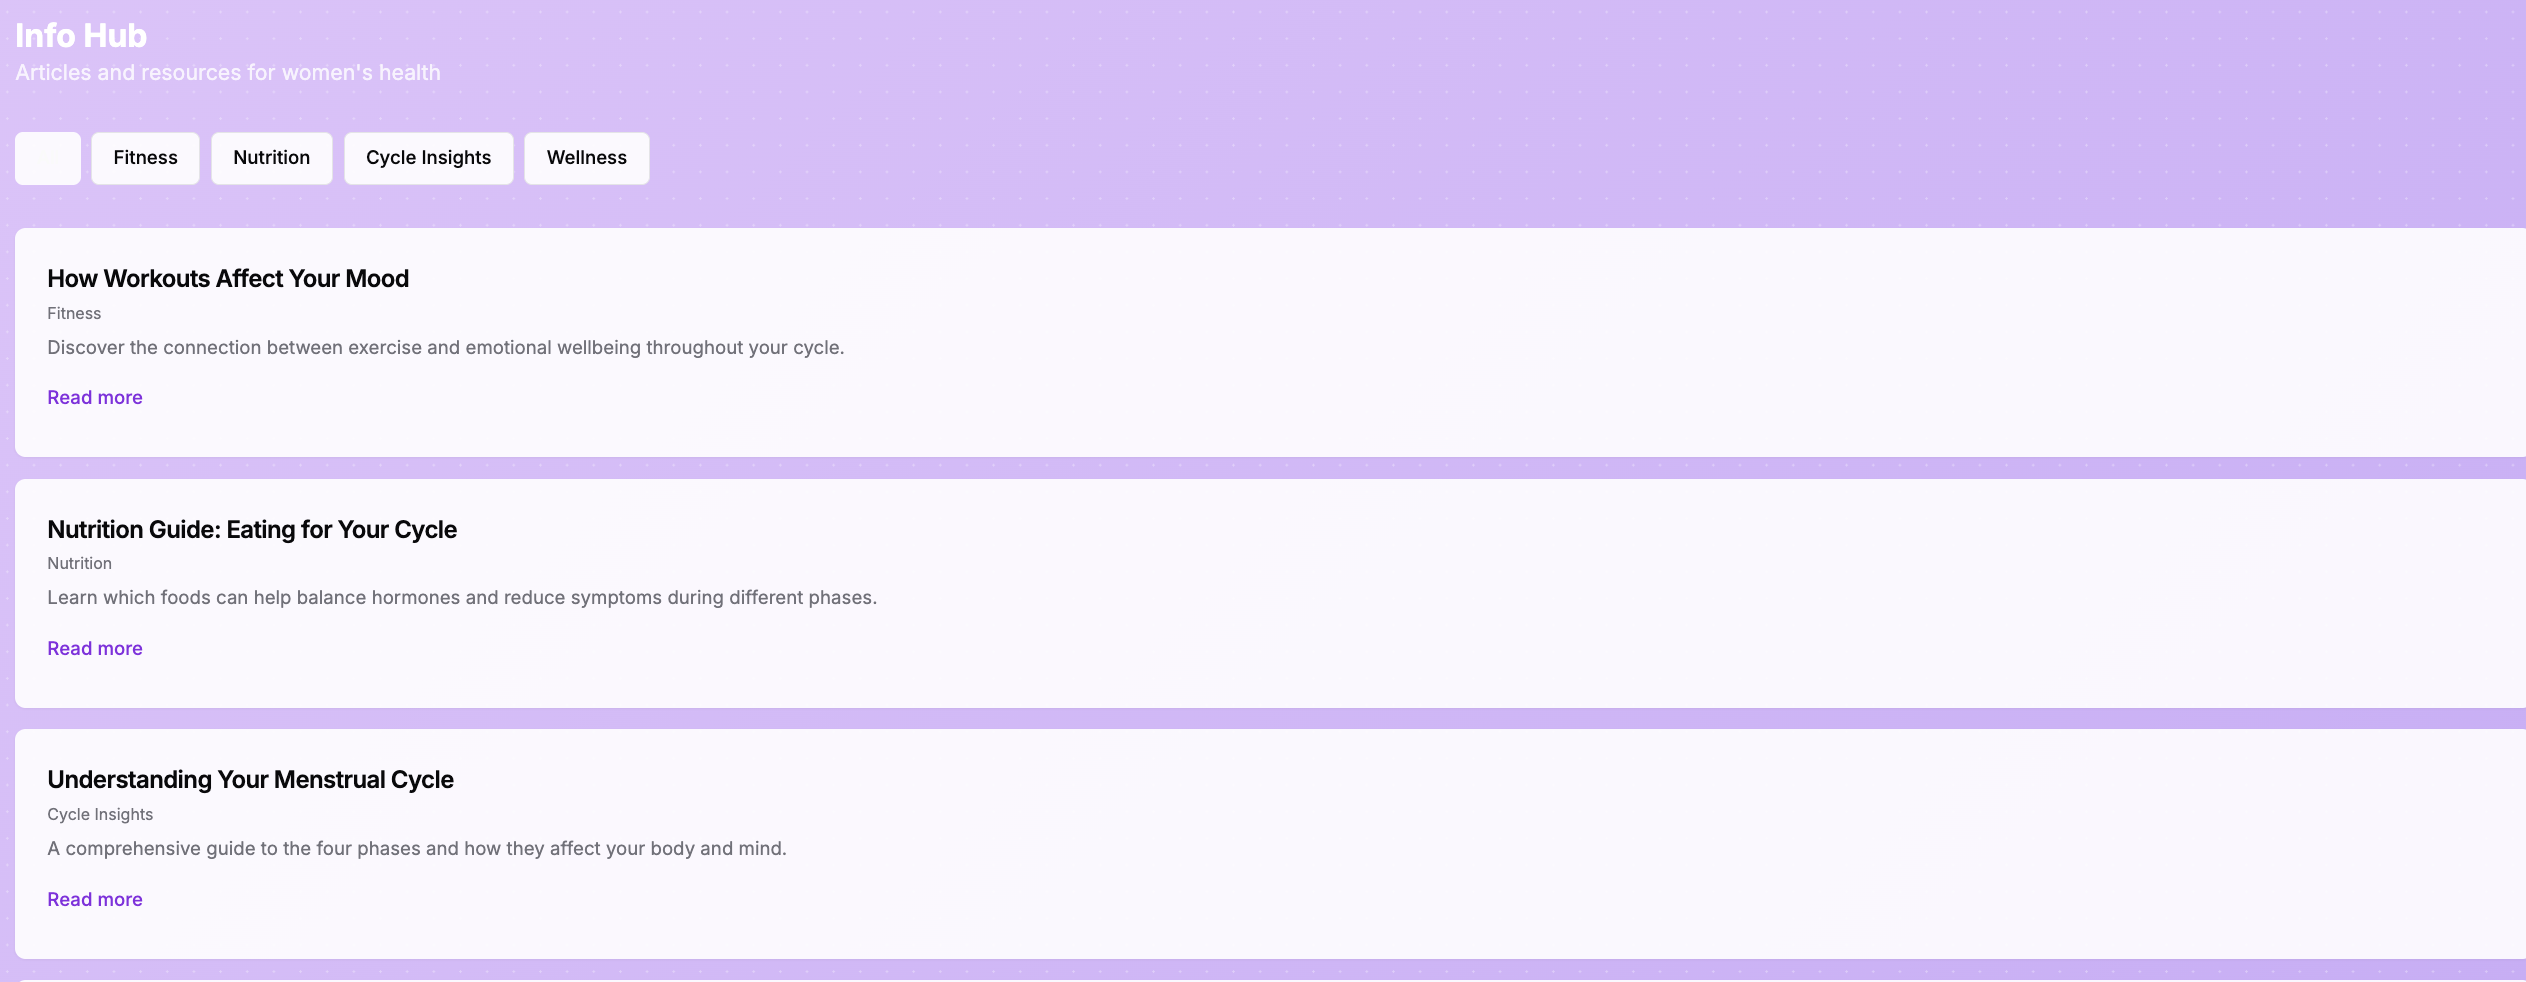 Info Hub
Articles and resources for women's health
Fitness
Nutrition
Cycle Insights
Wellness
How Workouts Affect Your Mood
Fitness
Discover the connection between exercise and emotional wellbeing throughout your cycle.
Read more
Nutrition Guide: Eating for Your Cycle
Nutrition
Learn which foods can help balance hormones and reduce symptoms during different phases.
Read more
Understanding Your Menstrual Cycle
Cycle Insights
A comprehensive guide to the four phases and how they affect your body and mind.
Read more